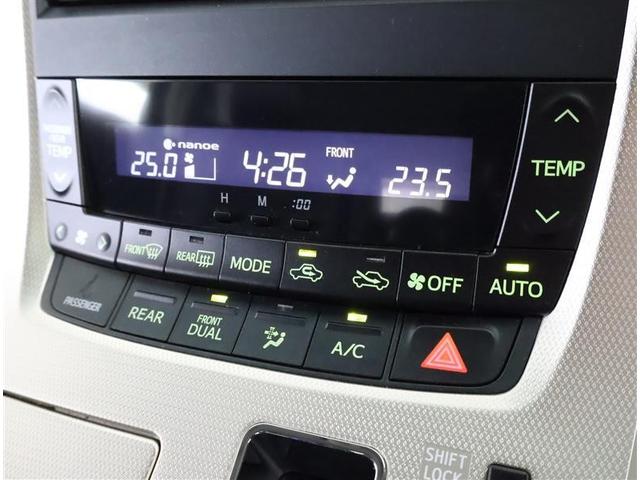 nanoe
25.0 4:26 FRONT 23.5
H M :00
TEMP
TEMP
FRONT REAR MODE OFF AUTO
PASSENGER REAR FRONT DUAL A/C
SHIFT LOCK